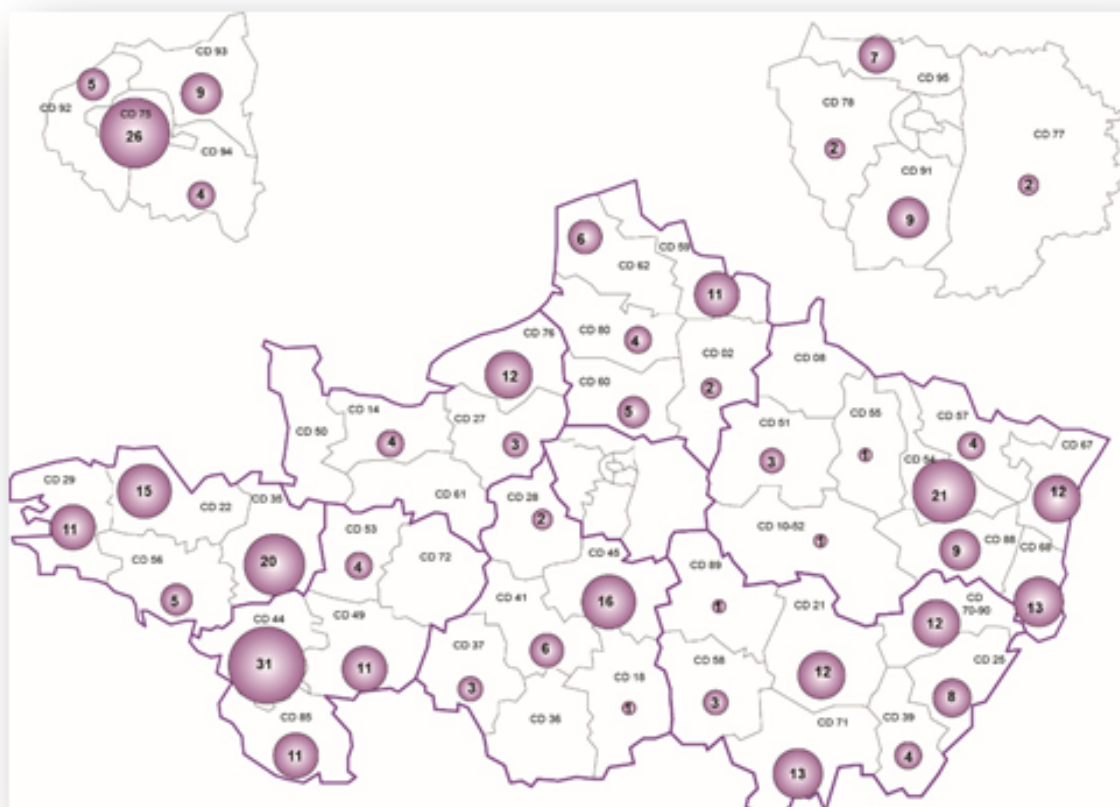 CD 93
5
9
CD 92
CD 75
26
CD 94
4
7
CD 95
CD 78
CD 77
2
CD 91
2
9
CD 59
6
CD 62
11
CD 76
CD 80
4
CD 02
CD 08
12
2
CD 60
5
CD 14
CD 27
CD 50
4
3
CD 51
CD 55
CD 57
3
1
4
CD 67
CD 54
21
12
CD 29
15
CD 35
CD 61
CD 28
CD 22
11
2
CD 10-52
1
CD 88
9
CD 68
CD 53
CD 72
CD 45
CD 56
20
4
CD 89
5
CD 41
16
1
CD 21
CD 70-90
13
12
CD 44
CD 49
31
11
CD 37
6
CD 58
CD 25
3
CD 18
12
8
1
3
CD 85
CD 36
CD 71
CD 39
11
4
13